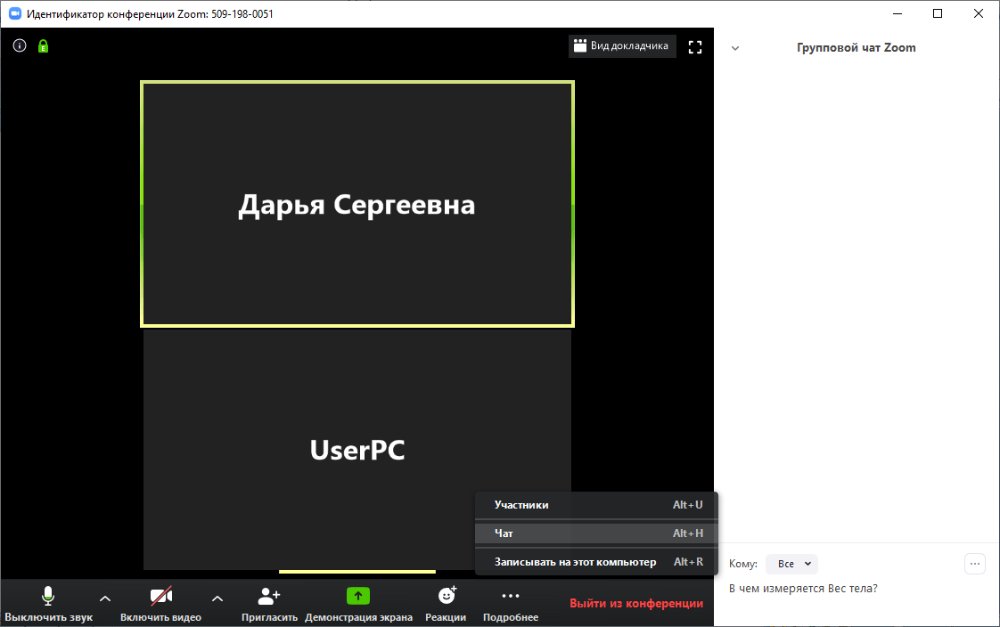 Идентификатор конференции Zoom: 509-198-0051
Вид докладчика
Групповой чат Zoom
Дарья Сергеевна
UserPC
Участники Alt+U
Чат Alt+H
Записывать на этот компьютер Alt+R
Кому: Все
В чем измеряется Вес тела?
Выключить звук
Включить видео
Пригласить
Демонстрация экрана
Реакции
Подробнее
Выйти из конференции